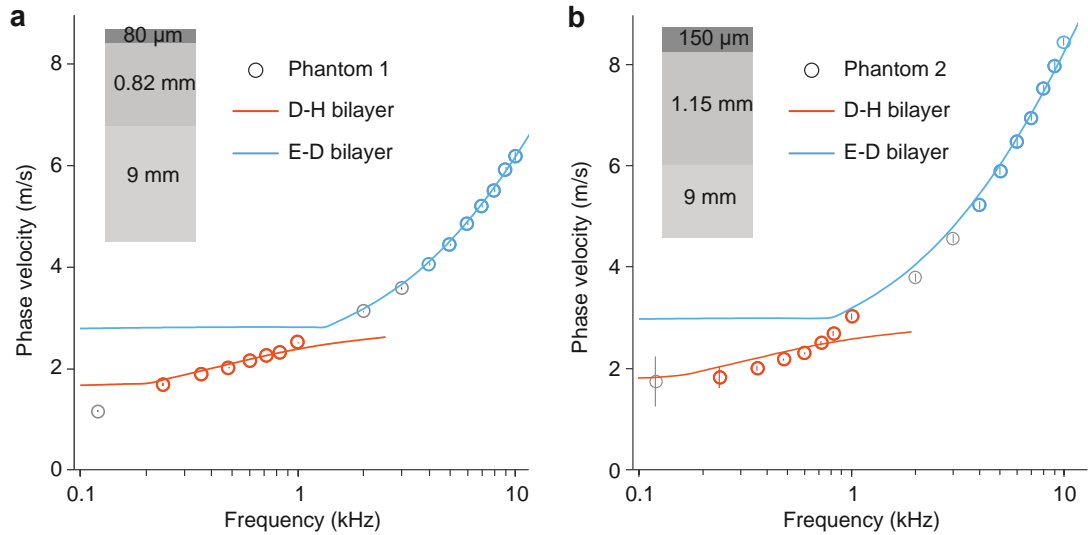 a
80 µm
0.82 mm
9 mm
Phantom 1
D-H bilayer
E-D bilayer
Phase velocity (m/s)
8
6
4
2
0
0.1
1
10
Frequency (kHz)
b
150 µm
1.15 mm
9 mm
Phantom 2
D-H bilayer
E-D bilayer
Phase velocity (m/s)
8
6
4
2
0
0.1
1
10
Frequency (kHz)